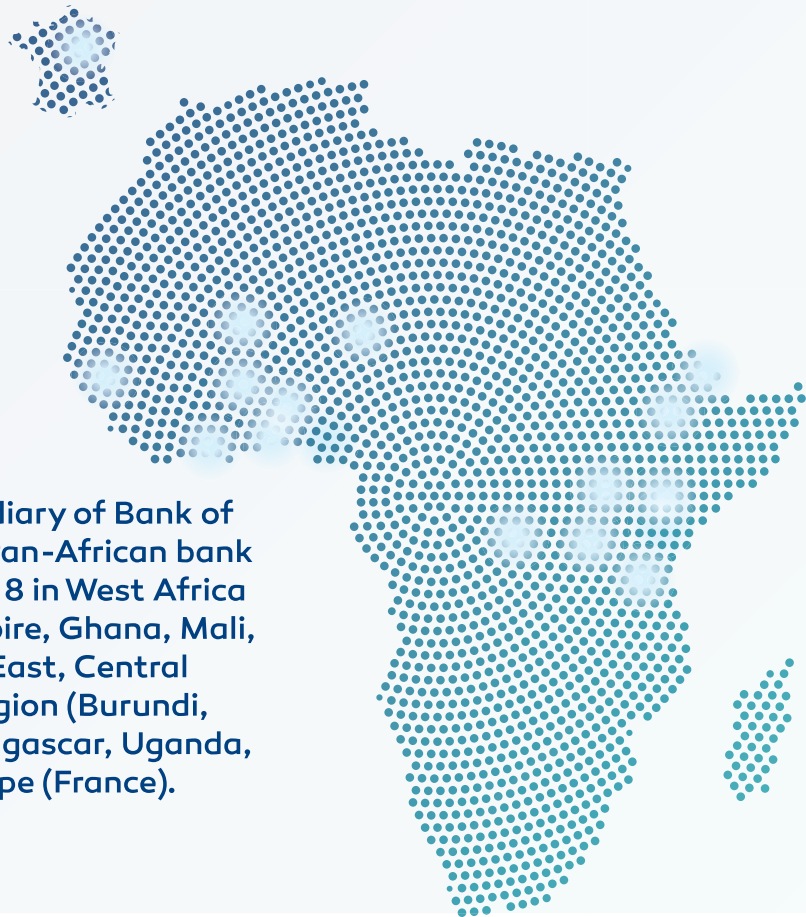 diary of Bank of
an-African bank
8 in West Africa
oire, Ghana, Mali,
East, Central
gion (Burundi,
gascar, Uganda,
pe (France).